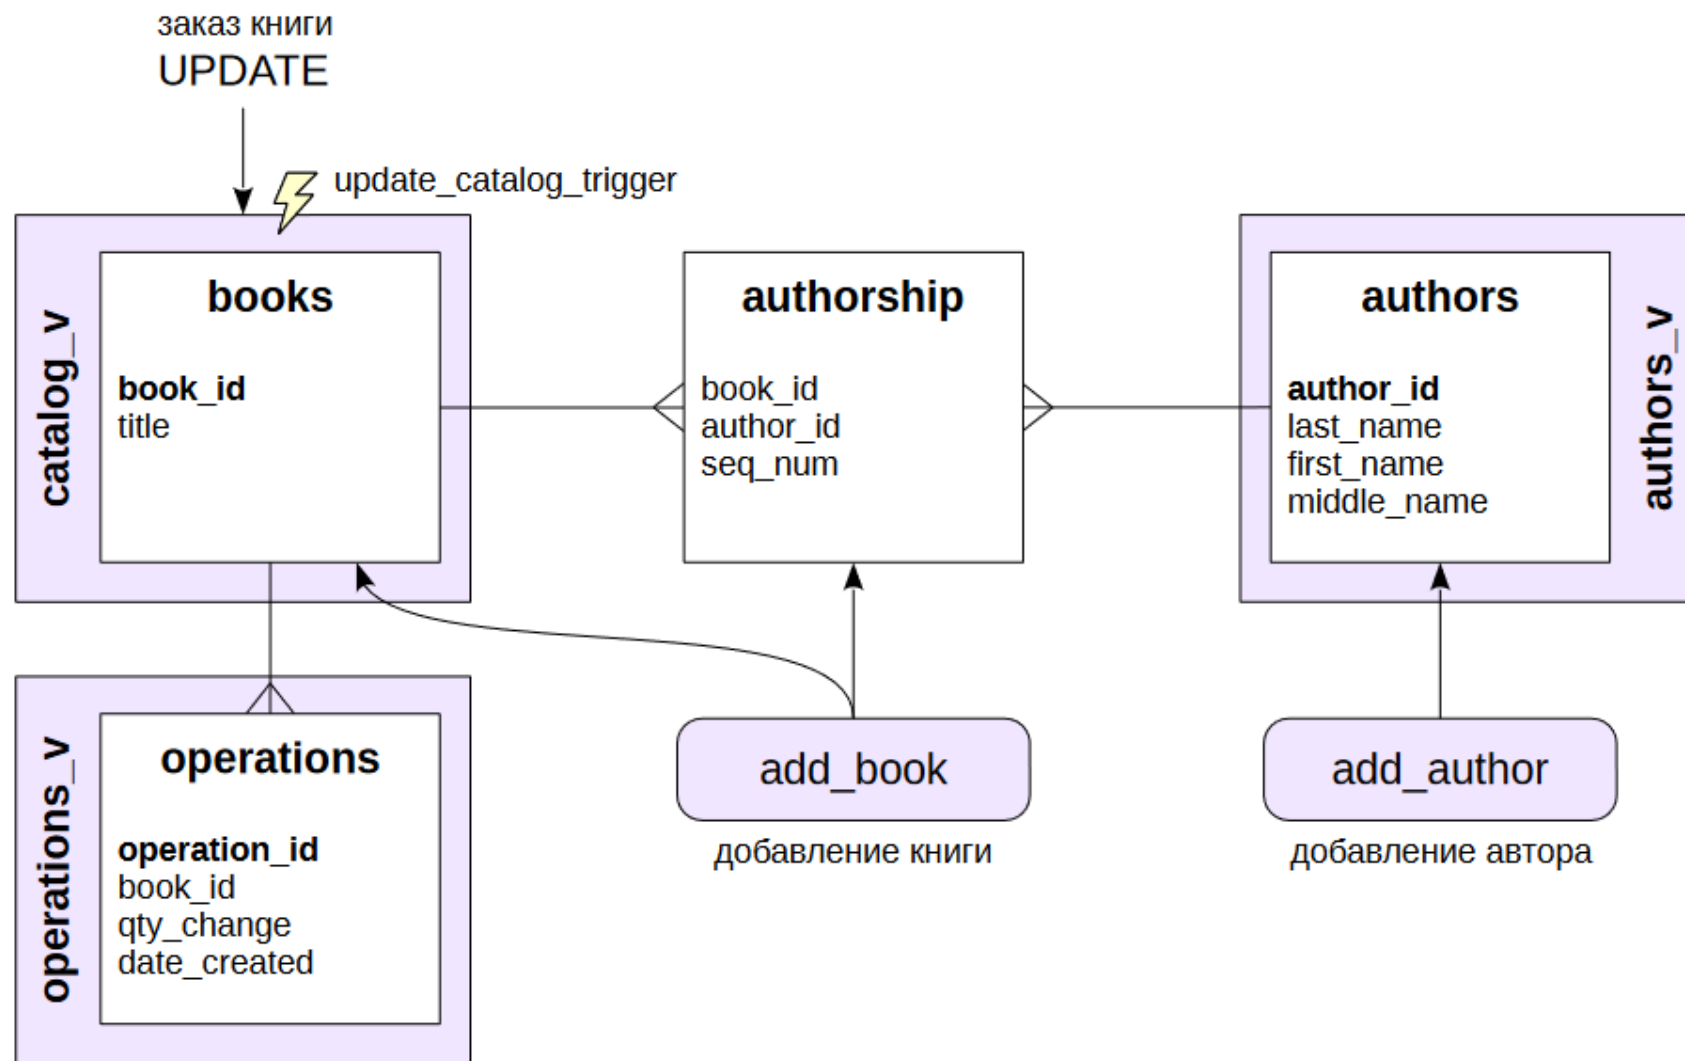 заказ книги
UPDATE
update_catalog_trigger
catalog_v
books
book_id
title
authorship
book_id
author_id
seq_num
authors
author_id
last_name
first_name
middle_name
authors_v
operations_v
operations
operation_id
book_id
qty_change
date_created
add_book
добавление книги
add_author
добавление автора